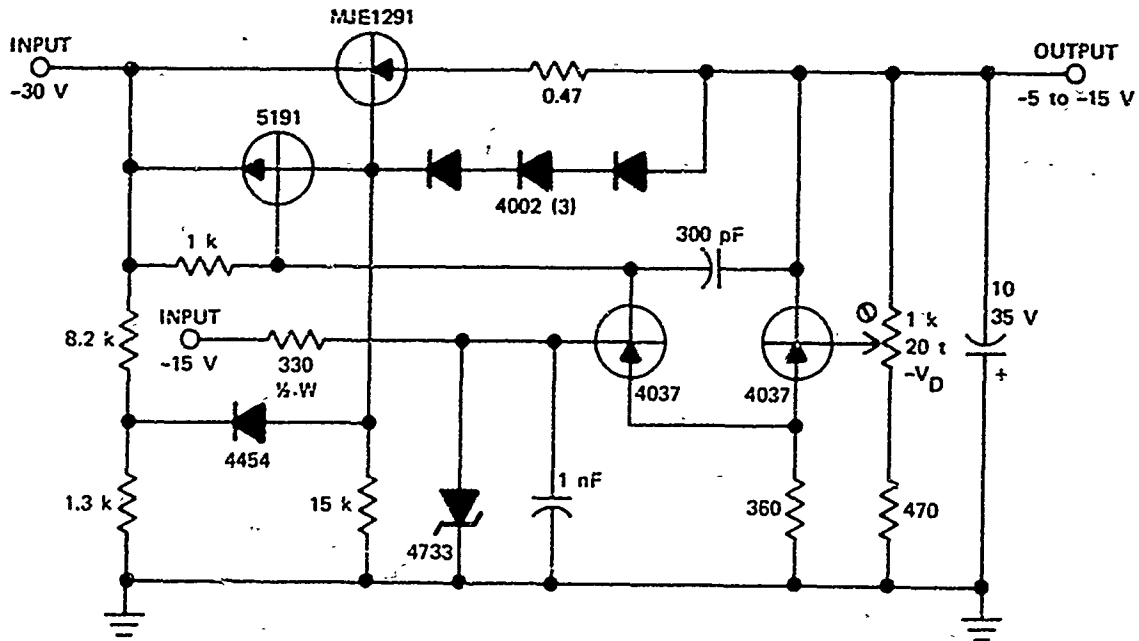 MJE1291
INPUT
-30 V
OUTPUT
-5 to -15 V
0.47
5191
4002 (3)
1 k
300 pF
INPUT
-15 V
8.2 k
330
½.W
4037
4037
1 k
20 t
-VD
10
35 V
+
4454
1.3 k
15 k
4733
1 nF
360
470